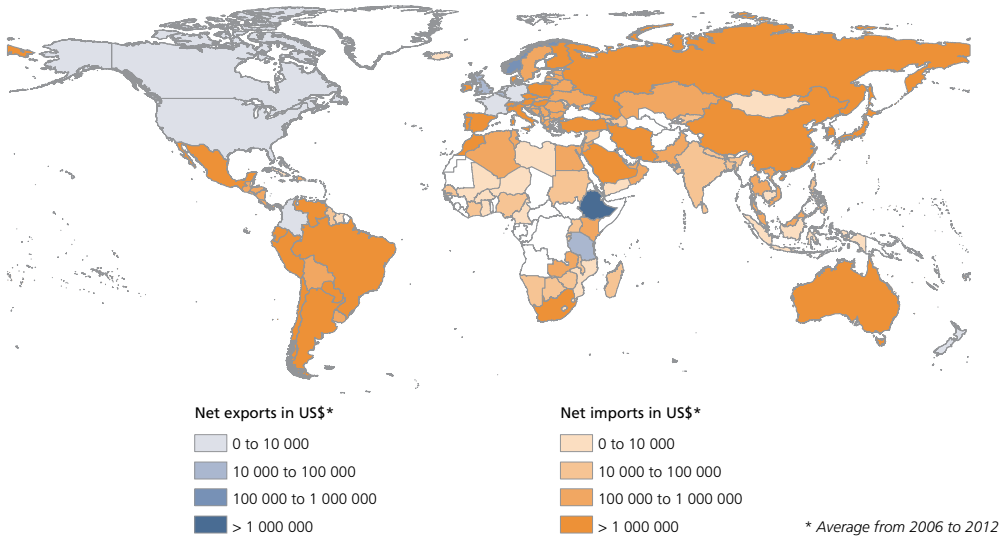 Net exports in US$*
0 to 10 000
10 000 to 100 000
100 000 to 1 000 000
> 1 000 000
Net imports in US$*
0 to 10 000
10 000 to 100 000
100 000 to 1 000 000
> 1 000 000
* Average from 2006 to 2012